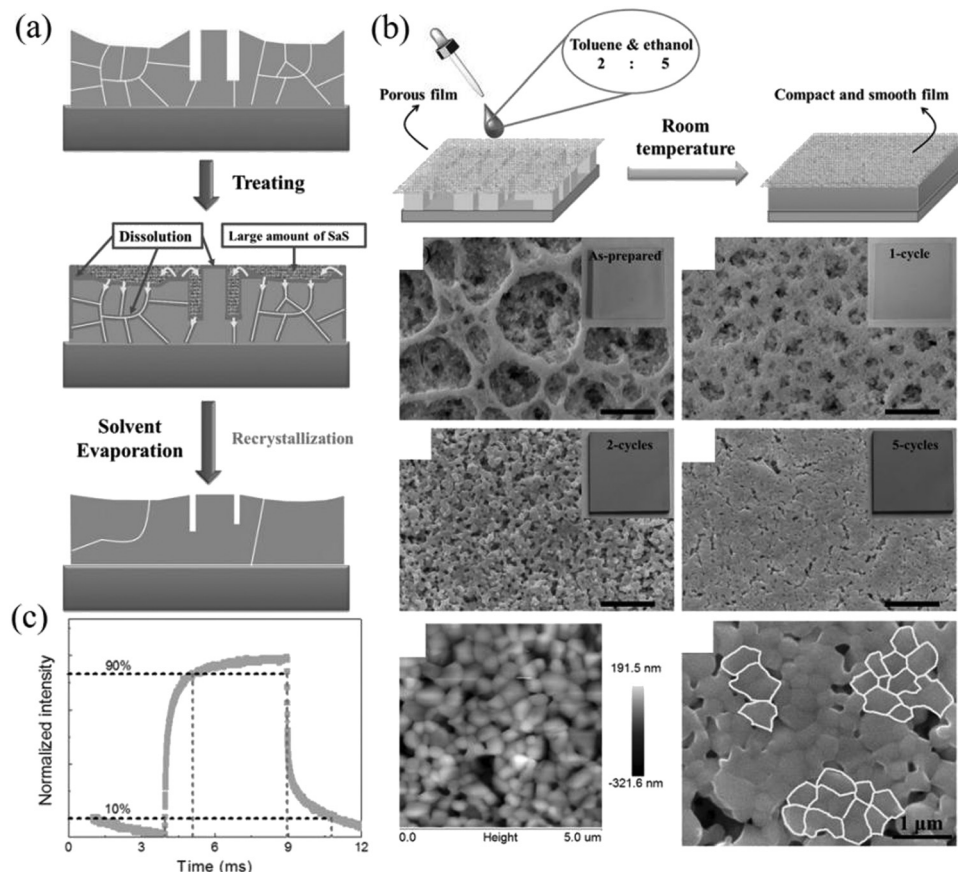 (a)
Treating
Dissolution
Large amount of SaS
Solvent
Evaporation
Recrystallization
(b)
Toluene & ethanol
2 : 5
Porous film
Room
temperature
Compact and smooth film
As-prepared
1-cycle
2-cycles
5-cycles
191.5 nm
-321.6 nm
0.0
Height
5.0 um
1 μm
(c)
Normalized intensity
90%
10%
0
3
6
9
12
Time (ms)